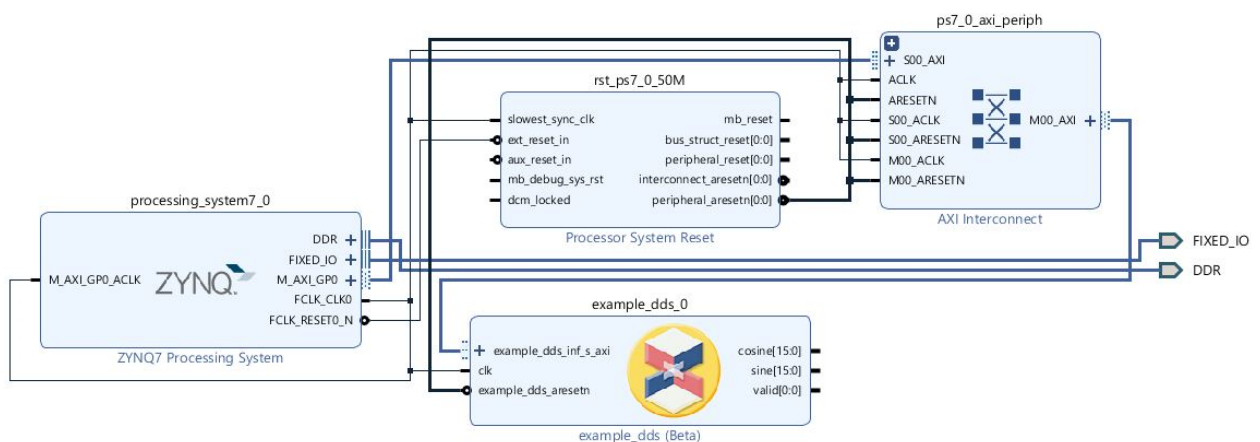 ps7_0_axi_periph
S00_AXI
ACLK
ARESETN
S00_ACLK
S00_ARESETN
M00_ACLK
M00_ARESETN
M00_AXI
AXI Interconnect
rst_ps7_0_50M
slowest_sync_clk
ext_reset_in
aux_reset_in
mb_debug_sys_rst
dcm_locked
mb_reset
bus_struct_reset[0:0]
peripheral_reset[0:0]
interconnect_aresetn[0:0]
peripheral_aresetn[0:0]
Processor System Reset
processing_system7_0
M_AXI_GP0_ACLK
ZYNQ
DDR
FIXED_IO
M_AXI_GP0
FCLK_CLK0
FCLK_RESET0_N
ZYNQ7 Processing System
FIXED_IO
DDR
example_dds_0
example_dds_inf_s_axi
clk
example_dds_aresetn
cosine[15:0]
sine[15:0]
valid[0:0]
example_dds (Beta)